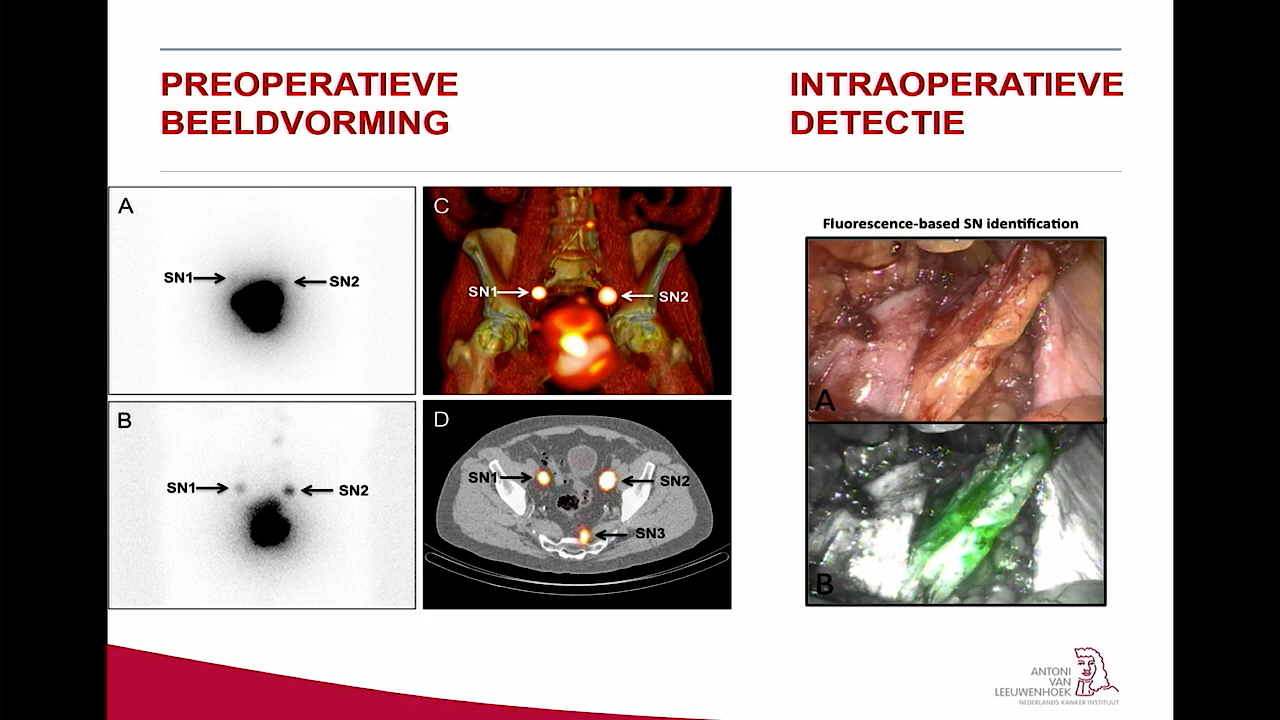 PREOPERATIEVE
BEELDVORMING
INTRAOPERATIEVE
DETECTIE
A
SN1
SN2
B
SN1
SN2
C
SN1
SN2
D
SN1
SN2
SN3
Fluorescence-based SN identification
A
B
ANTONI
VAN
LEEUWENHOEK
NEDERLANDS KANKER INSTITUUT